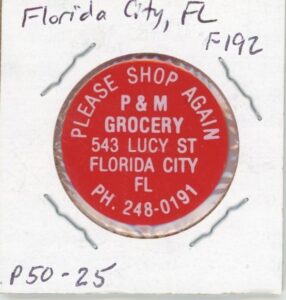 Florida City, FL
F192
PLEASE SHOP AGAIN
P & M
GROCERY
543 LUCY ST
FLORIDA CITY
FL
PH. 248-0191
P50-25